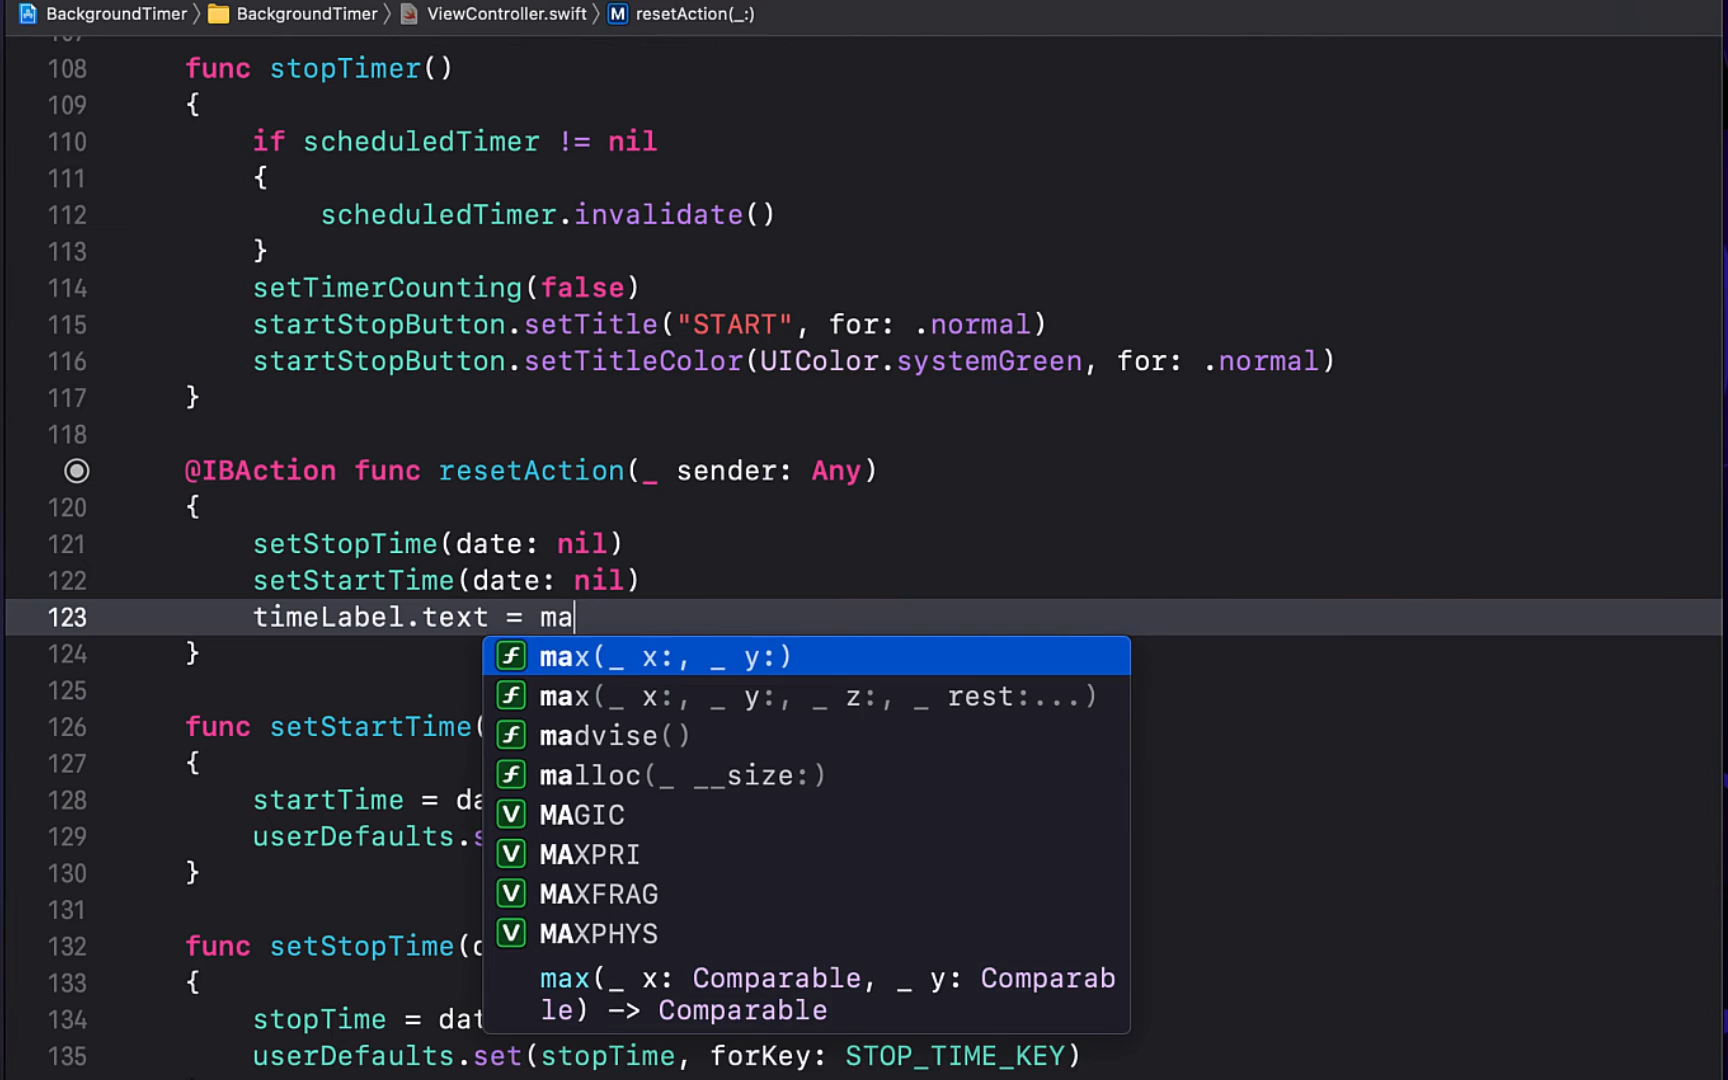 BackgroundTimer 〉 BackgroundTimer 〉 ViewController.swift 〉 M resetAction(_:)
108 func stopTimer()
109 {
110 if scheduledTimer != nil
111 {
112 scheduledTimer.invalidate()
113 }
114 setTimerCounting(false)
115 startStopButton.setTitle("START", for: .normal)
116 startStopButton.setTitleColor(UIColor.systemGreen, for: .normal)
117 }
118
@IBAction func resetAction(_ sender: Any)
120 {
121 setStopTime(date: nil)
122 setStartTime(date: nil)
123 timeLabel.text = ma
124 }
f max(_ x:, _ y:)
f max(_ x:, _ y:, _ z:, _ rest:...)
f madvise()
f malloc(_ __size:)
V MAGIC
V MAXPRI
V MAXFRAG
V MAXPHYS
max(_ x: Comparable, _ y: Comparab
le) -> Comparable
125
126 func setStartTime(
127 {
128 startTime = da
129 userDefaults.s
130 }
131
132 func setStopTime(d
133 {
134 stopTime = dat
135 userDefaults.set(stopTime, forKey: STOP_TIME_KEY)